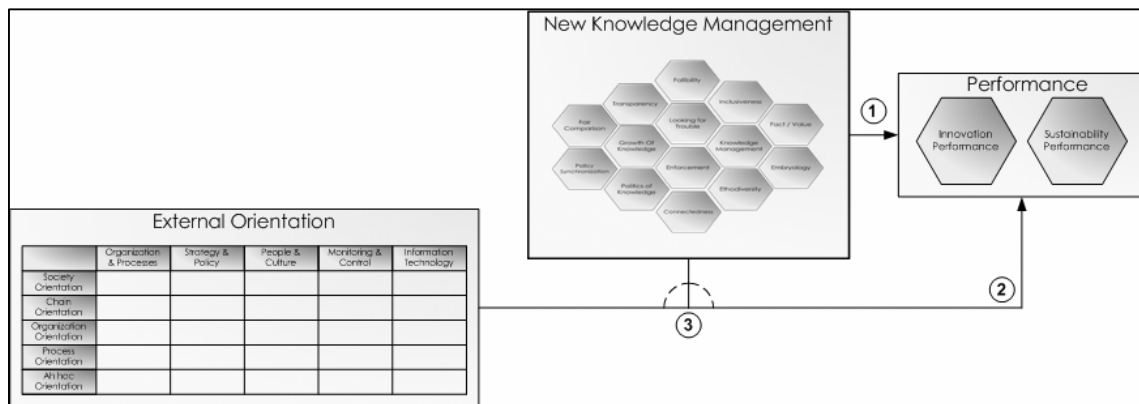 New Knowledge Management
Fallibility
Transparency
Inclusiveness
Fair
Comparison
Looking for
Trouble
Fact / Value
Growth Of
Knowledge
Knowledge
Management
Policy
Synchronization
Enforcement
Embryology
Politics of
Knowledge
Ethodiversity
Connectedness
1
Performance
Innovation
Performance
Sustainability
Performance
External Orientation
Organization
& Processes
Strategy &
Policy
People &
Culture
Monitoring &
Control
Information
Technology
Society
Orientation
Chain
Orientation
Organization
Orientation
Process
Orientation
Ah hoc
Orientation
2
3